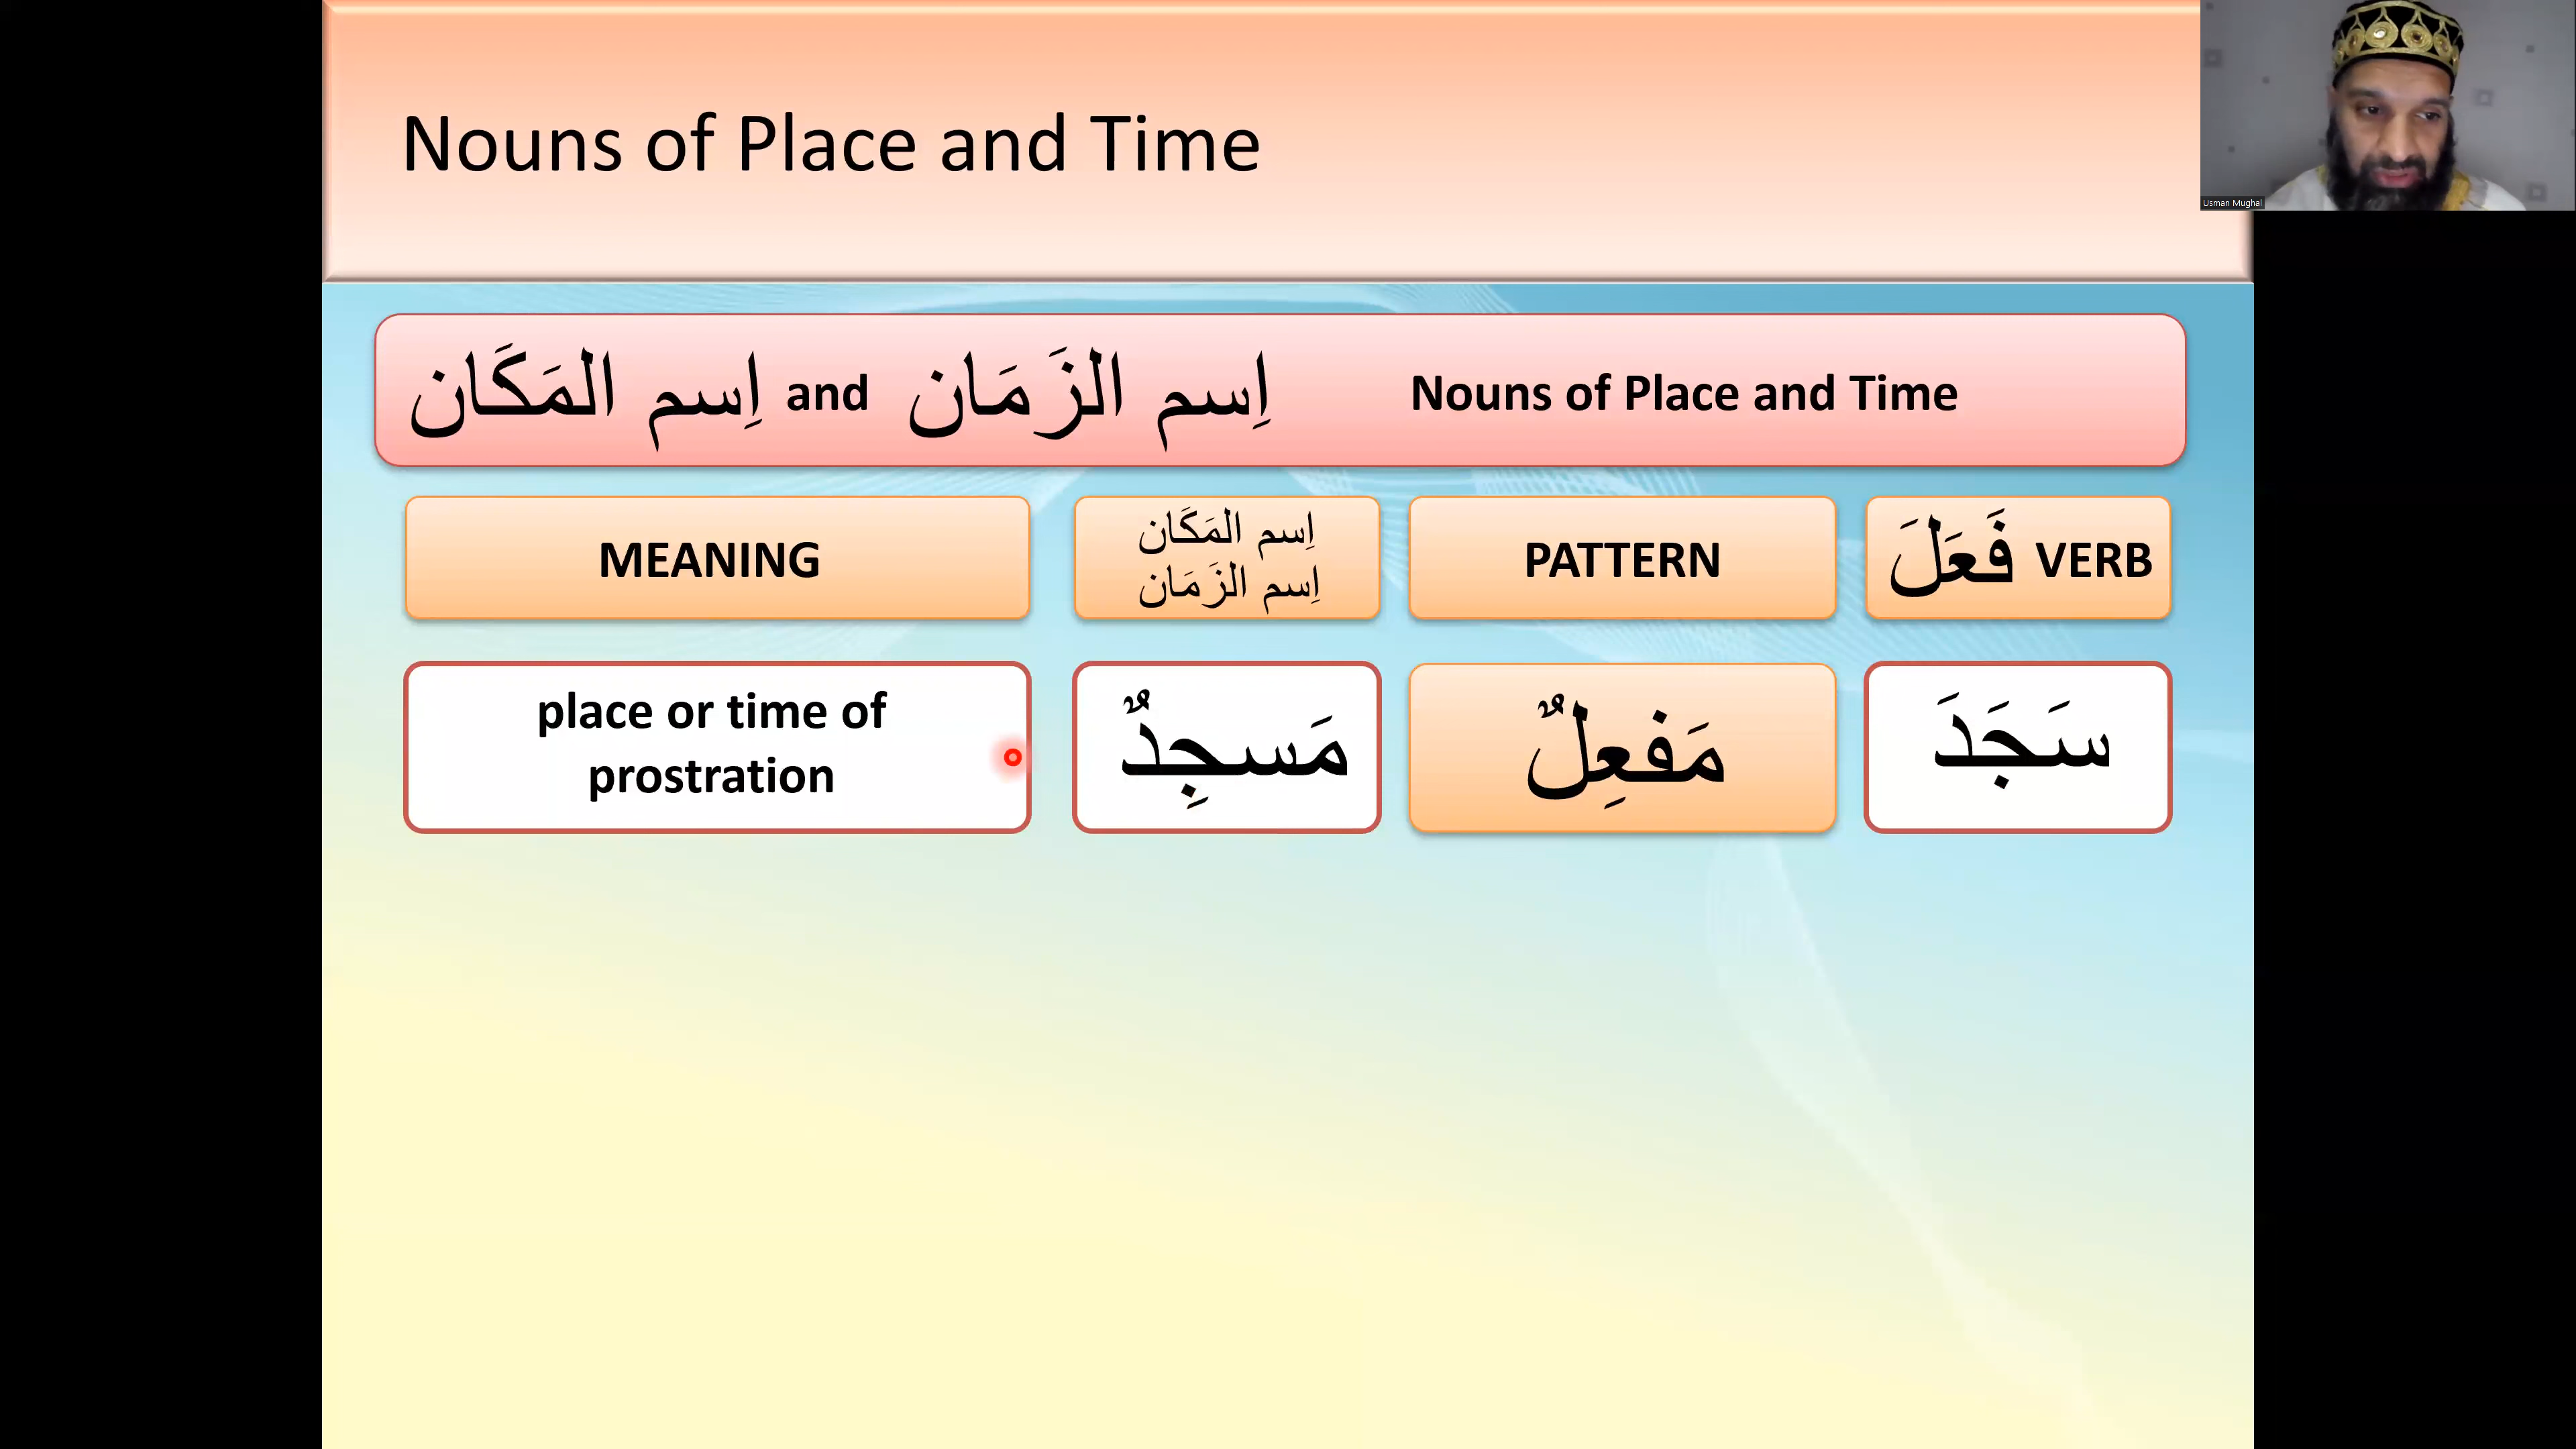 Nouns of Place and Time
Usman Mughal
اِسم المَكَان and اِسم الزَمَان Nouns of Place and Time
MEANING
اِسم المَكَان
اِسم الزَمَان
PATTERN
فَعَلَ VERB
place or time of
prostration
مَسجِدٌ
مَفعِلٌ
سَجَدَ